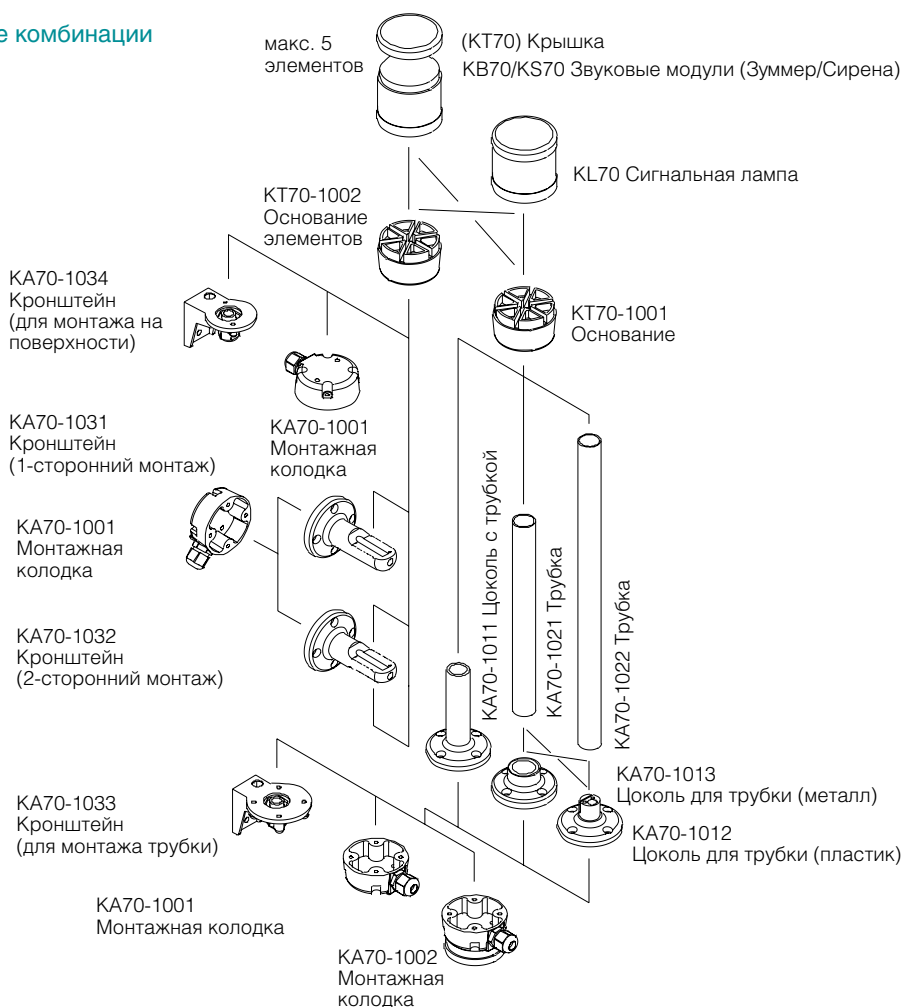 е комбинации
макс. 5
элементов
(KT70) Крышка
KB70/KS70 Звуковые модули (Зуммер/Сирена)
KL70 Сигнальная лампа
KT70-1002
Основание
элементов
KA70-1034
Кронштейн
(для монтажа на
поверхности)
KT70-1001
Основание
KA70-1031
Кронштейн
(1-сторонний монтаж)
KA70-1001
Монтажная
колодка
KA70-1001
Монтажная
колодка
KA70-1032
Кронштейн
(2-сторонний монтаж)
KA70-1011 Цоколь с трубкой
KA70-1021 Трубка
KA70-1022 Трубка
KA70-1013
Цоколь для трубки (металл)
KA70-1012
Цоколь для трубки (пластик)
KA70-1033
Кронштейн
(для монтажа трубки)
KA70-1001
Монтажная колодка
KA70-1002
Монтажная
колодка